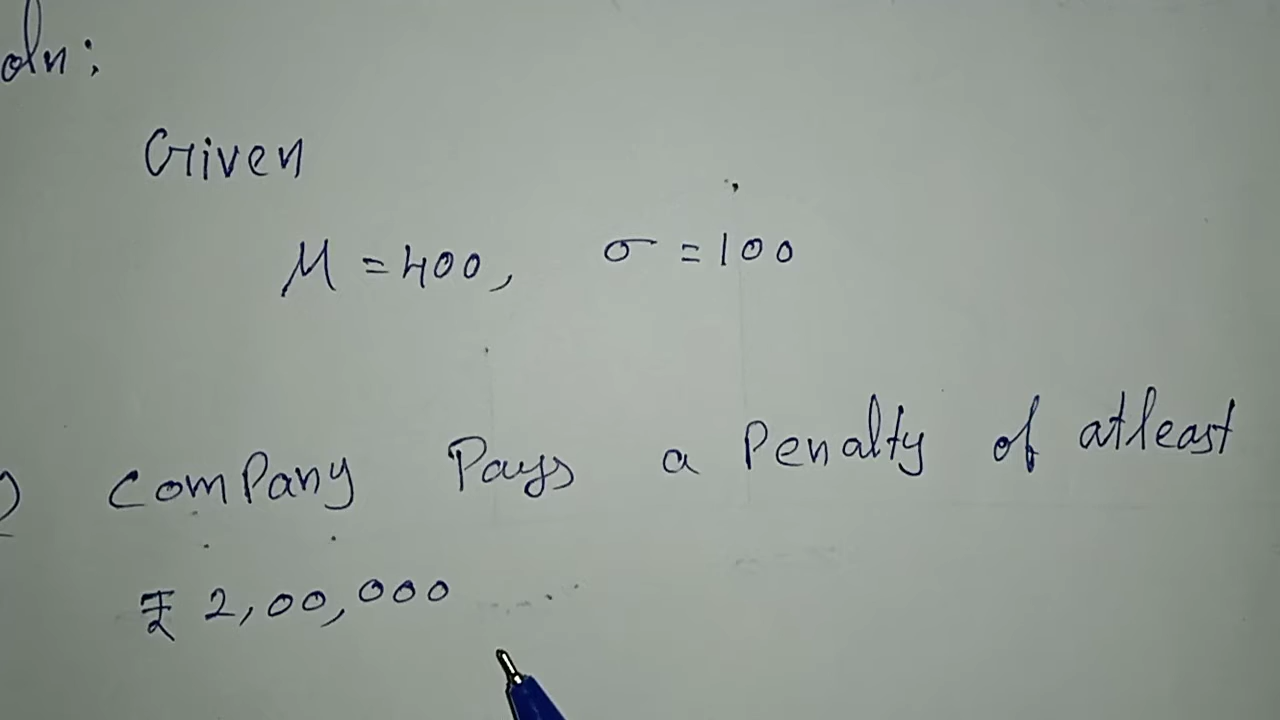 oln:
Given
μ = 400, σ = 100
) Company Pays a Penalty of atleast
₹ 2,00,000